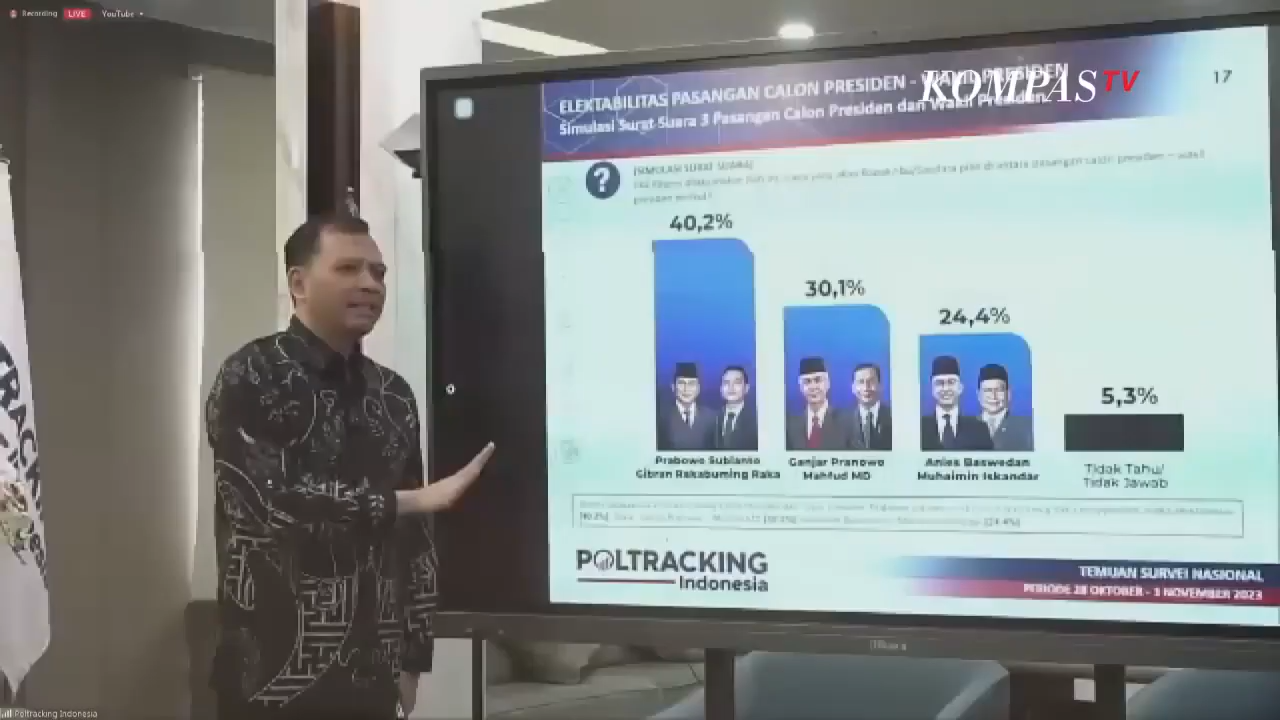 Recording LIVE YouTube
KOMPAS TV
17
ELEKTABILITAS PASANGAN CALON PRESIDEN - WAKIL PRESIDEN
Simulasi Surat Suara 3 Pasangan Calon Presiden dan Wakil Presiden
?
[SIMULASI SURAT SUARA]
40,2%
30,1%
24,4%
5,3%
Prabowo Subianto
Gibran Rakabuming Raka
Ganjar Pranowo
Mahfud MD
Anies Baswedan
Muhaimin Iskandar
Tidak Tahu/
Tidak Jawab
POLTRACKING
Indonesia
TEMUAN SURVEI NASIONAL
PERIODE 28 OKTOBER - 3 NOVEMBER 2023
Poltracking Indonesia